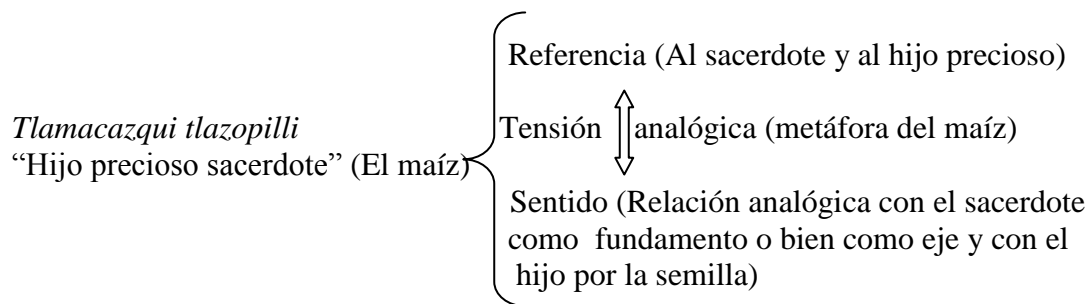 Referencia (Al sacerdote y al hijo precioso)
Tlamacazqui tlazopilli
“Hijo precioso sacerdote” (El maíz)
Tensión analógica (metáfora del maíz)
Sentido (Relación analógica con el sacerdote
como fundamento o bien como eje y con el
hijo por la semilla)